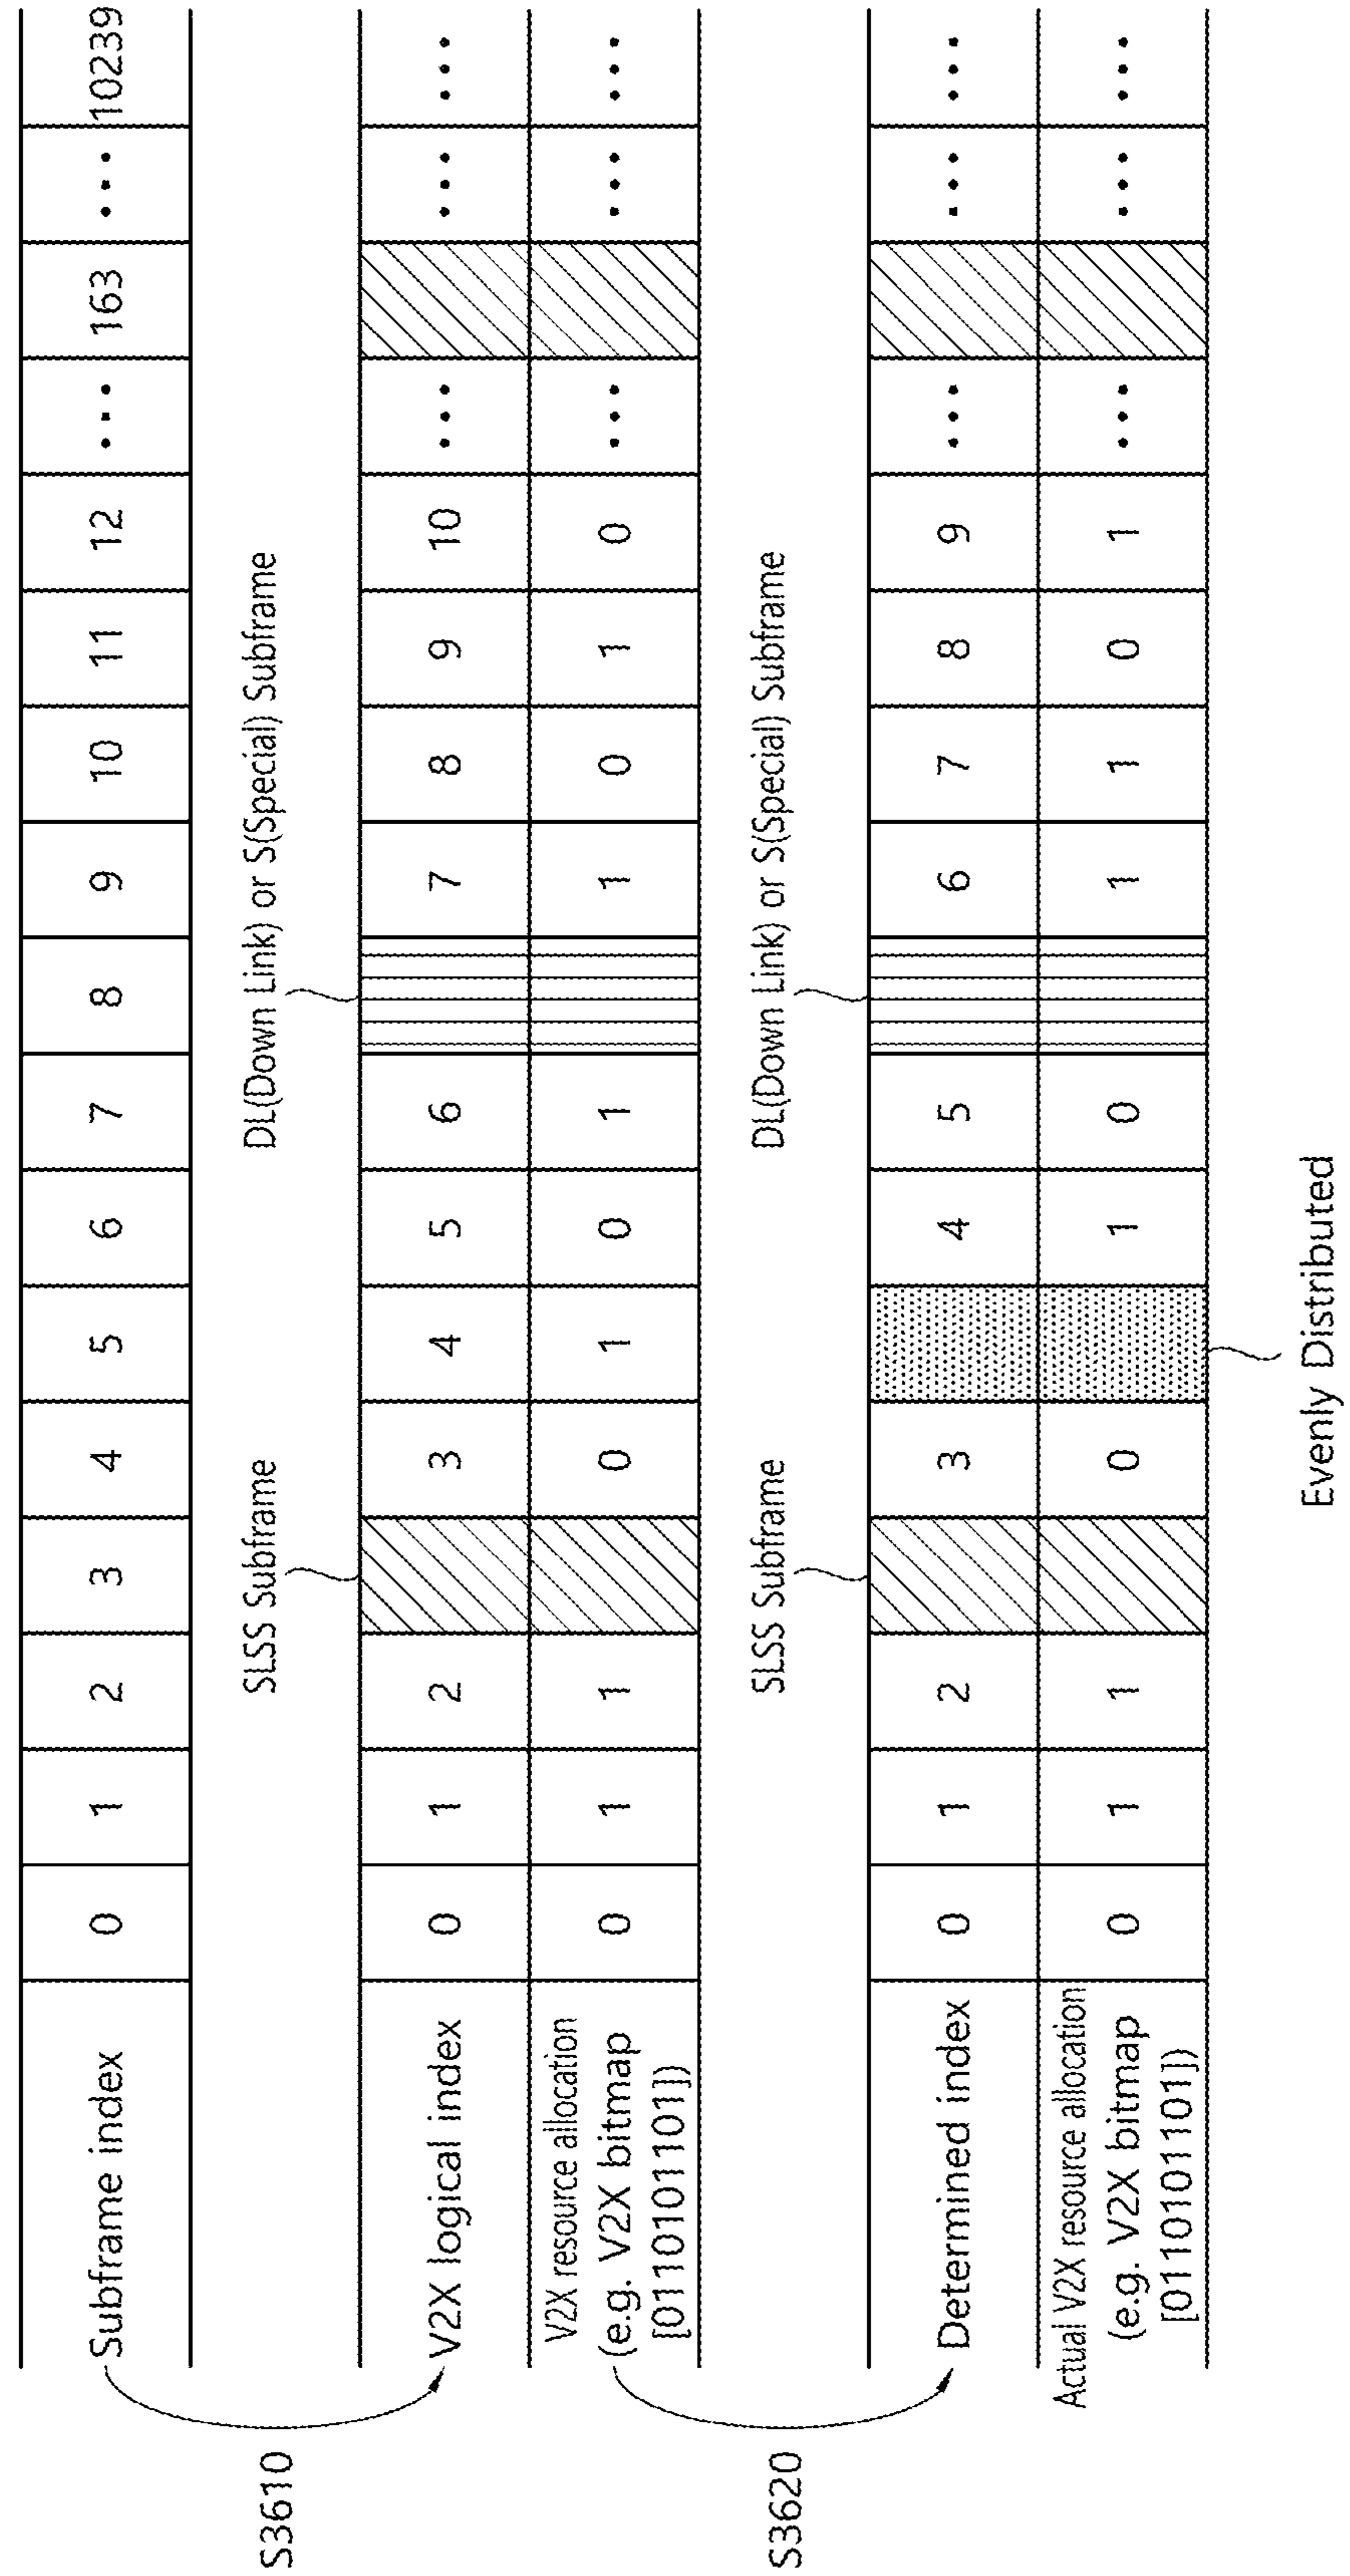 Subframe index 0 1 2 3 4 5 6 7 8 9 10 11 12 ••• 163 ••• 10239
S3610
SLSS Subframe
DL(Down Link) or S(Special) Subframe
V2X logical index 0 1 2 3 4 5 6 7 8 9 10 ••• ••• •••
V2X resource allocation
(e.g. V2X bitmap
[0110101101])
0 1 1 0 1 0 1 1 0 1 0 ••• ••• •••
S3620
SLSS Subframe
DL(Down Link) or S(Special) Subframe
Determined index 0 1 2 3 4 5 6 7 8 9 ••• ••• •••
Actual V2X resource allocation
(e.g. V2X bitmap
[0110101101])
0 1 1 0 1 0 1 1 0 1 ••• ••• •••
Evenly Distributed